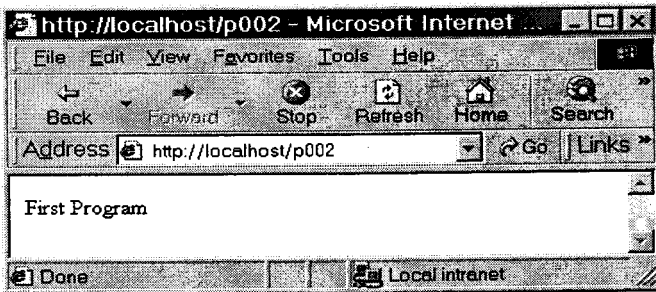 http://localhost/p002 - Microsoft Internet ...
File Edit View Favorites Tools Help
Back Forward Stop Refresh Home Search »
Address http://localhost/p002 Go Links »
First Program
Done Local intranet